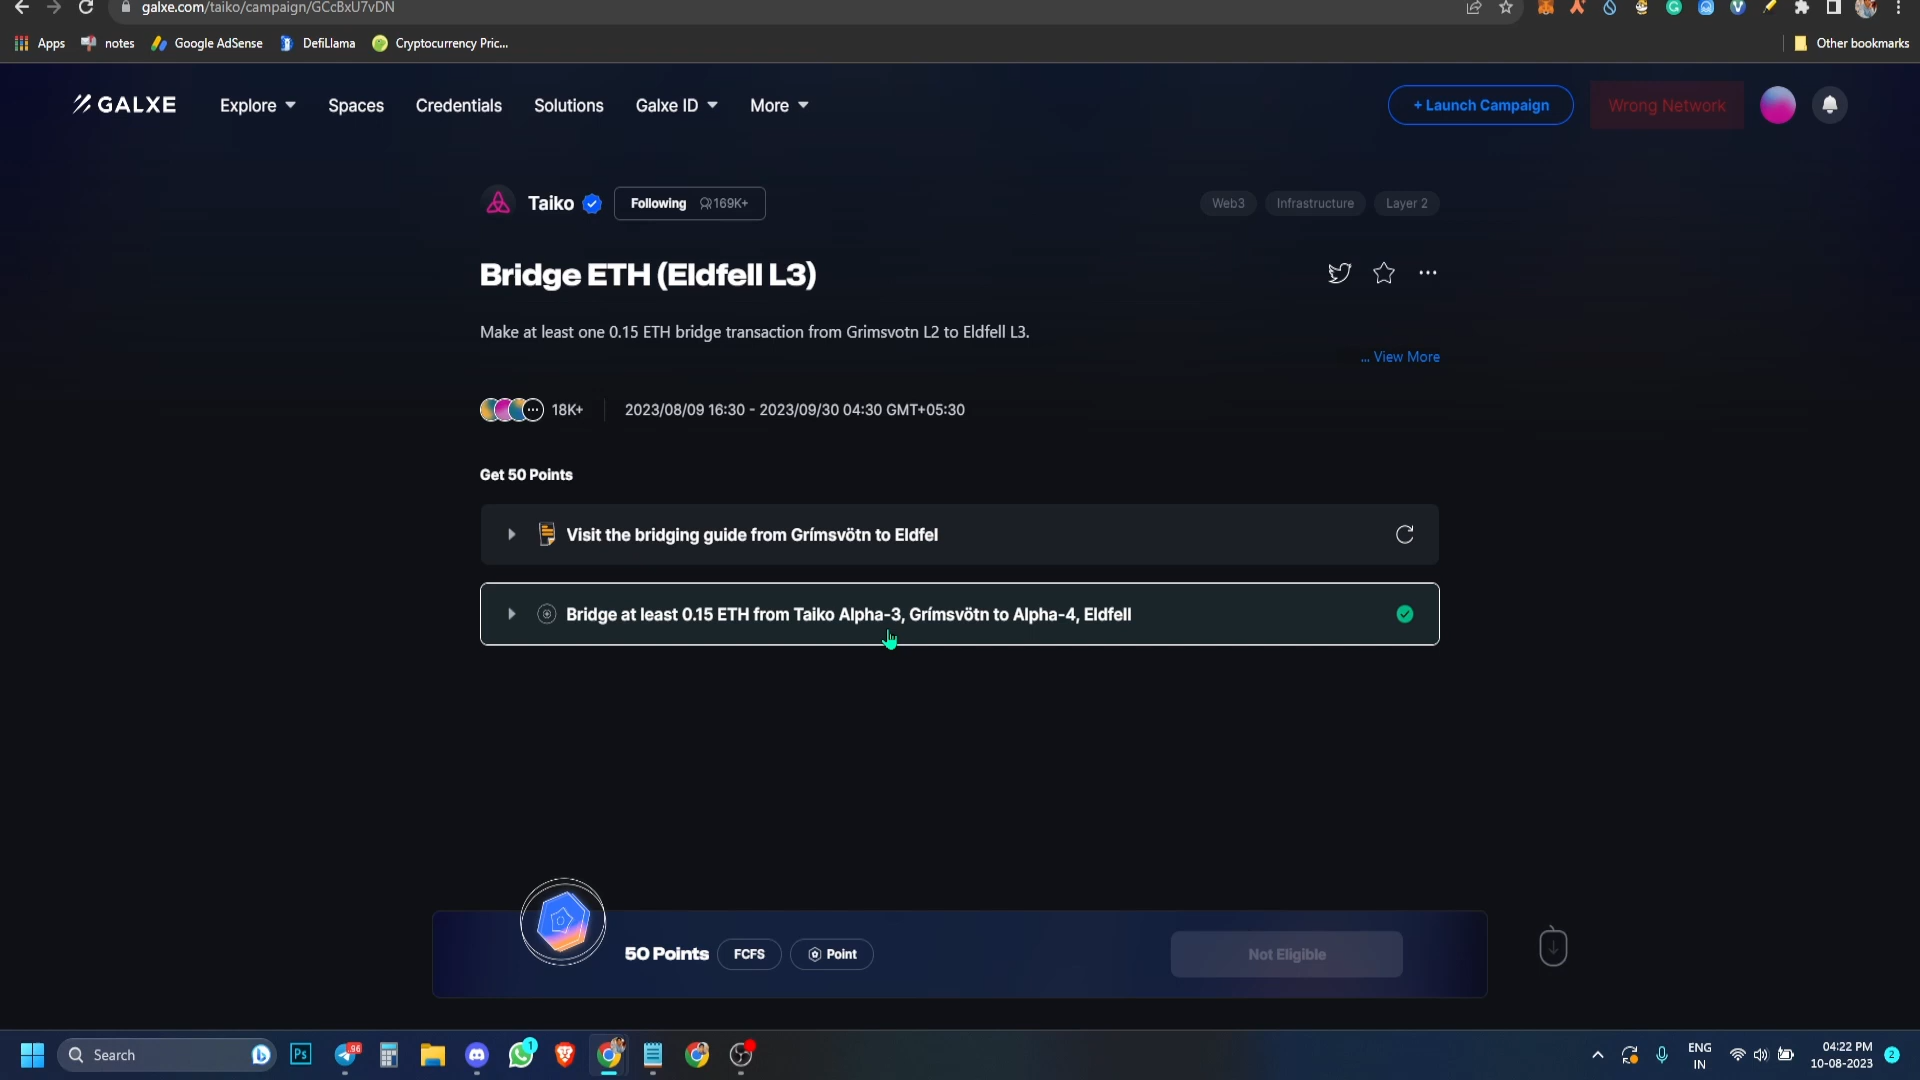 galxe.com/taiko/campaign/GCcBxU7vDN
Apps notes Google AdSense DefiLlama Cryptocurrency Pric... Other bookmarks
GALXE Explore Spaces Credentials Solutions Galxe ID More + Launch Campaign Wrong Network
Taiko Following 169K+ Web3 Infrastructure Layer 2
Bridge ETH (Eldfell L3)
Make at least one 0.15 ETH bridge transaction from Grimsvotn L2 to Eldfell L3.
... View More
18K+ 2023/08/09 16:30 - 2023/09/30 04:30 GMT+05:30
Get 50 Points
Visit the bridging guide from Grímsvötn to Eldfel
Bridge at least 0.15 ETH from Taiko Alpha-3, Grímsvötn to Alpha-4, Eldfell
50 Points FCFS Point Not Eligible
Search Ps 96 1 ENG 04:22 PM 2
IN 10-08-2023